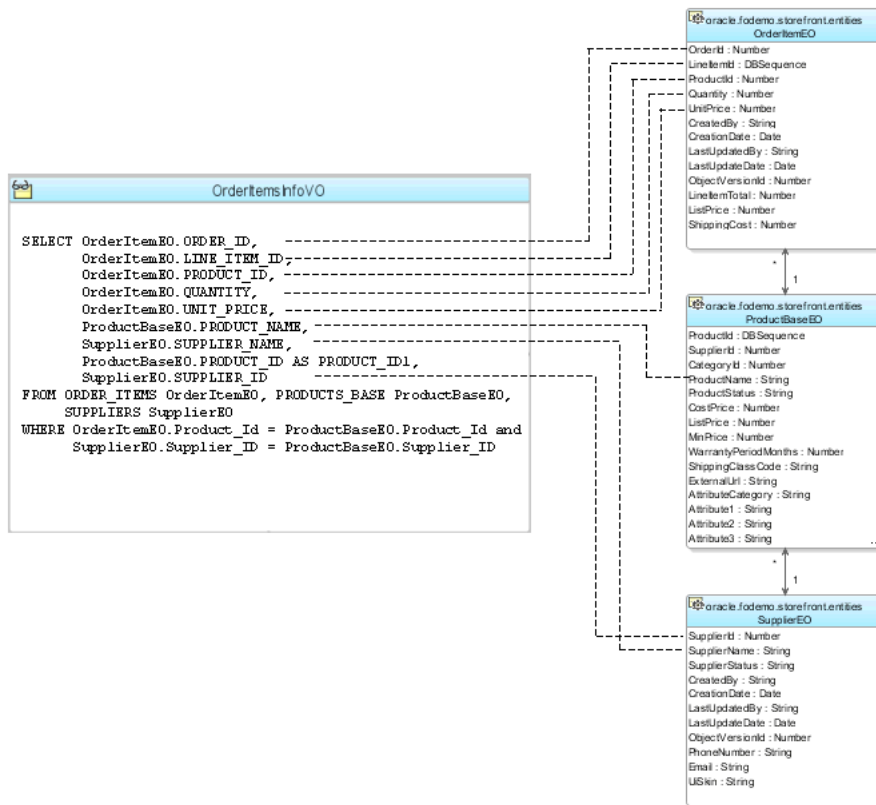 OrderItemsInfoVO
SELECT OrderItemEO.ORDER_ID,
OrderItemEO.LINE_ITEM_ID,
OrderItemEO.PRODUCT_ID,
OrderItemEO.QUANTITY,
OrderItemEO.UNIT_PRICE,
ProductBaseEO.PRODUCT_NAME,
SupplierEO.SUPPLIER_NAME,
ProductBaseEO.PRODUCT_ID AS PRODUCT_ID1,
SupplierEO.SUPPLIER_ID
FROM ORDER_ITEMS OrderItemEO, PRODUCTS_BASE ProductBaseEO,
SUPPLIERS SupplierEO
WHERE OrderItemEO.Product_Id = ProductBaseEO.Product_Id and
SupplierEO.Supplier_ID = ProductBaseEO.Supplier_ID
oracle.fodemo.storefront.entities
OrderItemEO
OrderId : Number
LineItemId : DBSequence
ProductId : Number
Quantity : Number
UnitPrice : Number
CreatedBy : String
CreationDate : Date
LastUpdatedBy : String
LastUpdateDate : Date
ObjectVersionId : Number
LineItemTotal : Number
ListPrice : Number
ShippingCost : Number
*
1
oracle.fodemo.storefront.entities
ProductBaseEO
ProductId : DBSequence
SupplierId : Number
CategoryId : Number
ProductName : String
ProductStatus : String
CostPrice : Number
ListPrice : Number
MinPrice : Number
WarrantyPeriodMonths : Number
ShippingClassCode : String
ExternalUrl : String
AttributeCategory : String
Attribute1 : String
Attribute2 : String
Attribute3 : String
...
*
1
oracle.fodemo.storefront.entities
SupplierEO
SupplierId : Number
SupplierName : String
SupplierStatus : String
CreatedBy : String
CreationDate : Date
LastUpdatedBy : String
LastUpdateDate : Date
ObjectVersionId : Number
PhoneNumber : String
Email : String
UiSkin : String